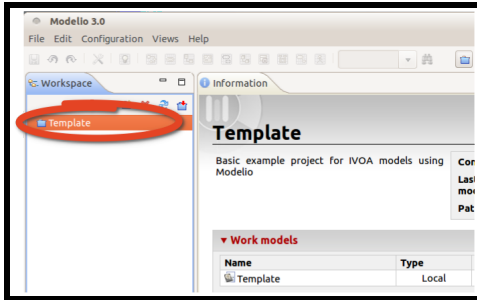 Modelio 3.0
File Edit Configuration Views Help
Workspace
Information
Template
Template
Basic example project for IVOA models using
Modelio
Work models
Name Type
Template Local